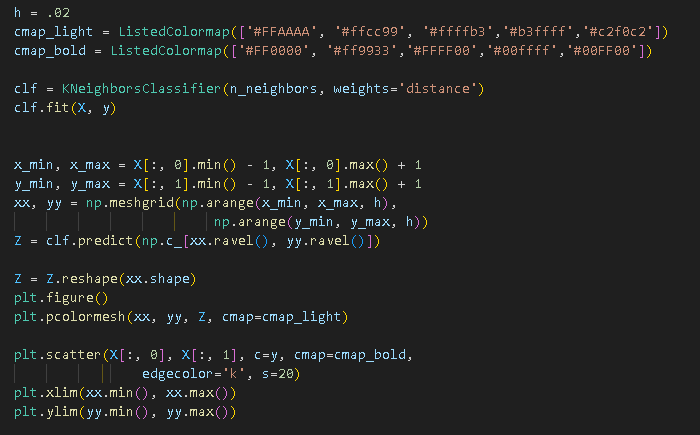 h = .02
cmap_light = ListedColormap(['#FFAAAA', '#ffcc99', '#ffffb3','#b3ffff','#c2f0c2'])
cmap_bold = ListedColormap(['#FF0000', '#ff9933','#FFFF00','#00ffff','#00FF00'])
clf = KNeighborsClassifier(n_neighbors, weights='distance')
clf.fit(X, y)
x_min, x_max = X[:, 0].min() - 1, X[:, 0].max() + 1
y_min, y_max = X[:, 1].min() - 1, X[:, 1].max() + 1
xx, yy = np.meshgrid(np.arange(x_min, x_max, h),
np.arange(y_min, y_max, h))
Z = clf.predict(np.c_[xx.ravel(), yy.ravel()])
Z = Z.reshape(xx.shape)
plt.figure()
plt.pcolormesh(xx, yy, Z, cmap=cmap_light)
plt.scatter(X[:, 0], X[:, 1], c=y, cmap=cmap_bold,
edgecolor='k', s=20)
plt.xlim(xx.min(), xx.max())
plt.ylim(yy.min(), yy.max())